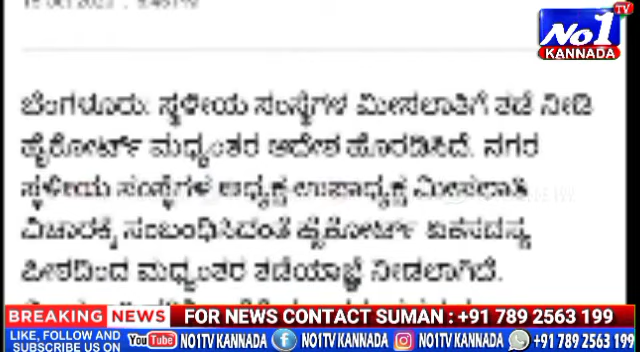 No1
TV
KANNADA
ಬೆಂಗಳೂರು: ಸ್ಥಳೀಯ ಸಂಸ್ಥೆಗಳ ಮೀಸಲಾತಿಗೆ ತಡೆ ನೀಡಿ
ಹೈಕೋರ್ಟ್ ಮಧ್ಯಂತರ ಆದೇಶ ಹೊರಡಿಸಿದೆ. ನಗರ
ಸ್ಥಳೀಯ ಸಂಸ್ಥೆಗಳ ಅಧ್ಯಕ್ಷ ಉಪಾಧ್ಯಕ್ಷ ಮೀಸಲಾತಿ
ವಿಚಾರಕ್ಕೆ ಸಂಬಂಧಿಸಿದಂತೆ ಹೈಕೋರ್ಟ್ ಏಕಸದಸ್ಯ
ಪೀಠದಿಂದ ಮಧ್ಯಂತರ ತಡೆಯಾಜ್ಞೆ ನೀಡಲಾಗಿದೆ.
BREAKING NEWS FOR NEWS CONTACT SUMAN : +91 789 2563 199
LIKE, FOLLOW AND SUBSCRIBE US ON YouTube NO1TV KANNADA f NO1TV KANNADA NO1TV KANNADA +91 789 2563 199